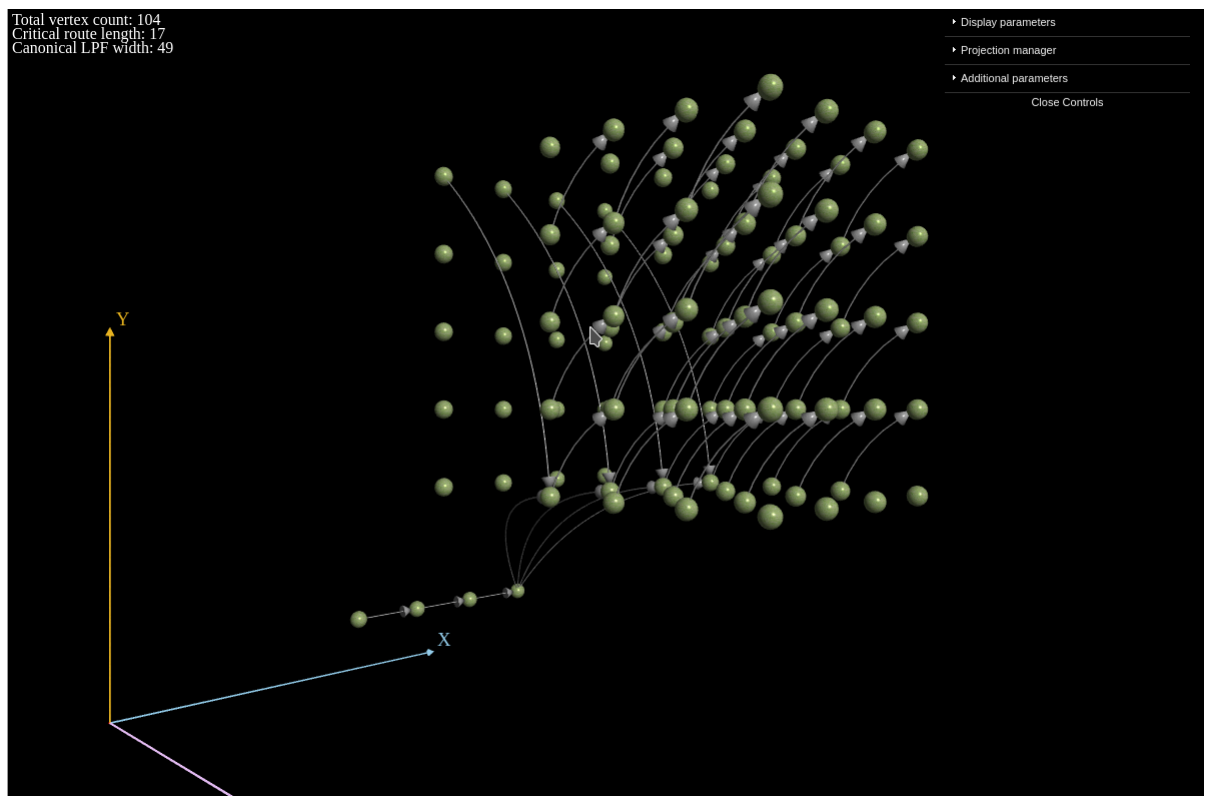 Total vertex count: 104
Critical route length: 17
Canonical LPF width: 49
Display parameters
Projection manager
Additional parameters
Close Controls
Y
X